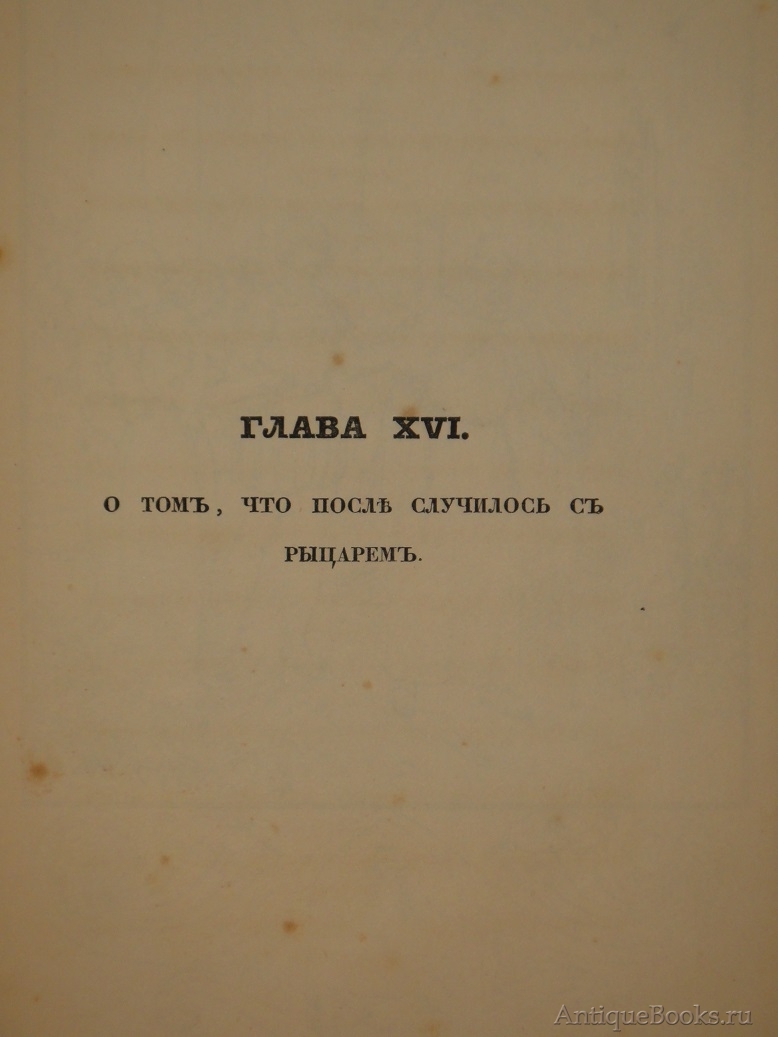 ГЛАВА XVI.
О ТОМЪ, ЧТО ПОСЛѢ СЛУЧИЛОСЬ СЪ
РЫЦАРЕМЪ.
AntiqueBooks.ru